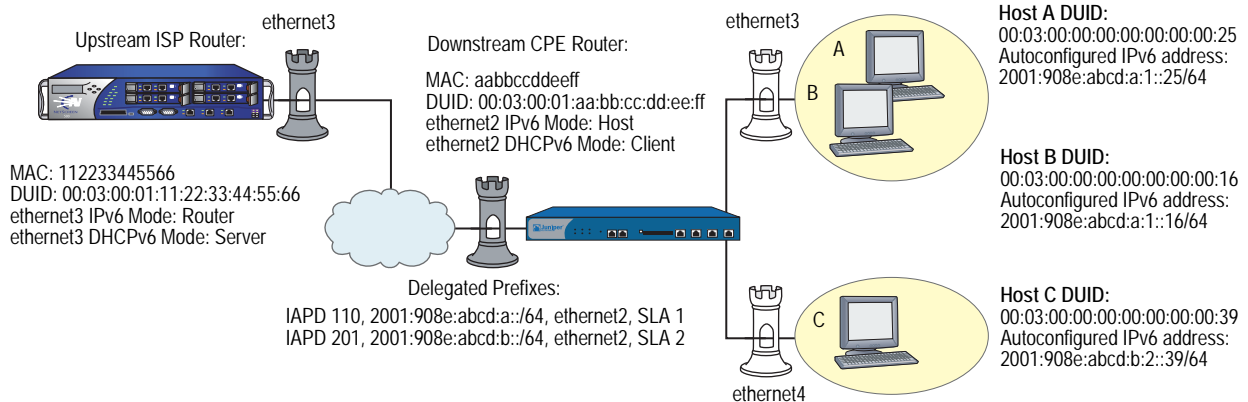 Upstream ISP Router:
ethernet3
MAC: 112233445566
DUID: 00:03:00:01:11:22:33:44:55:66
ethernet3 IPv6 Mode: Router
ethernet3 DHCPv6 Mode: Server
Downstream CPE Router:
MAC: aabbccddeeff
DUID: 00:03:00:01:aa:bb:cc:dd:ee:ff
ethernet2 IPv6 Mode: Host
ethernet2 DHCPv6 Mode: Client
Juniper
Delegated Prefixes:
IAPD 110, 2001:908e:abcd:a::/64, ethernet2, SLA 1
IAPD 201, 2001:908e:abcd:b::/64, ethernet2, SLA 2
ethernet3
A
B
Host A DUID:
00:03:00:00:00:00:00:00:00:25
Autoconfigured IPv6 address:
2001:908e:abcd:a:1::25/64
Host B DUID:
00:03:00:00:00:00:00:00:00:16
Autoconfigured IPv6 address:
2001:908e:abcd:a:1::16/64
ethernet4
C
Host C DUID:
00:03:00:00:00:00:00:00:00:39
Autoconfigured IPv6 address:
2001:908e:abcd:b:2::39/64